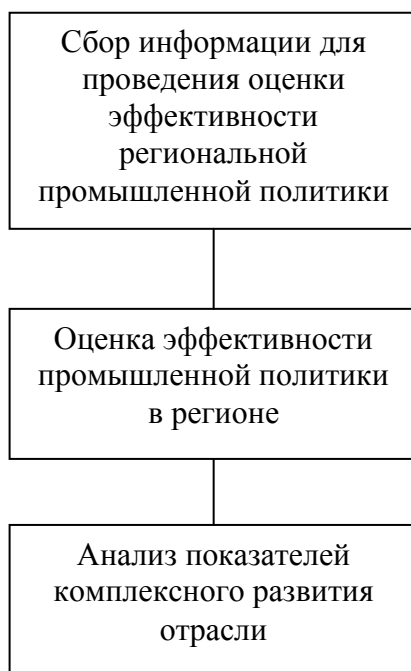 Сбор информации для
проведения оценки
эффективности
региональной
промышленной политики
Оценка эффективности
промышленной политики
в регионе
Анализ показателей
комплексного развития
отрасли